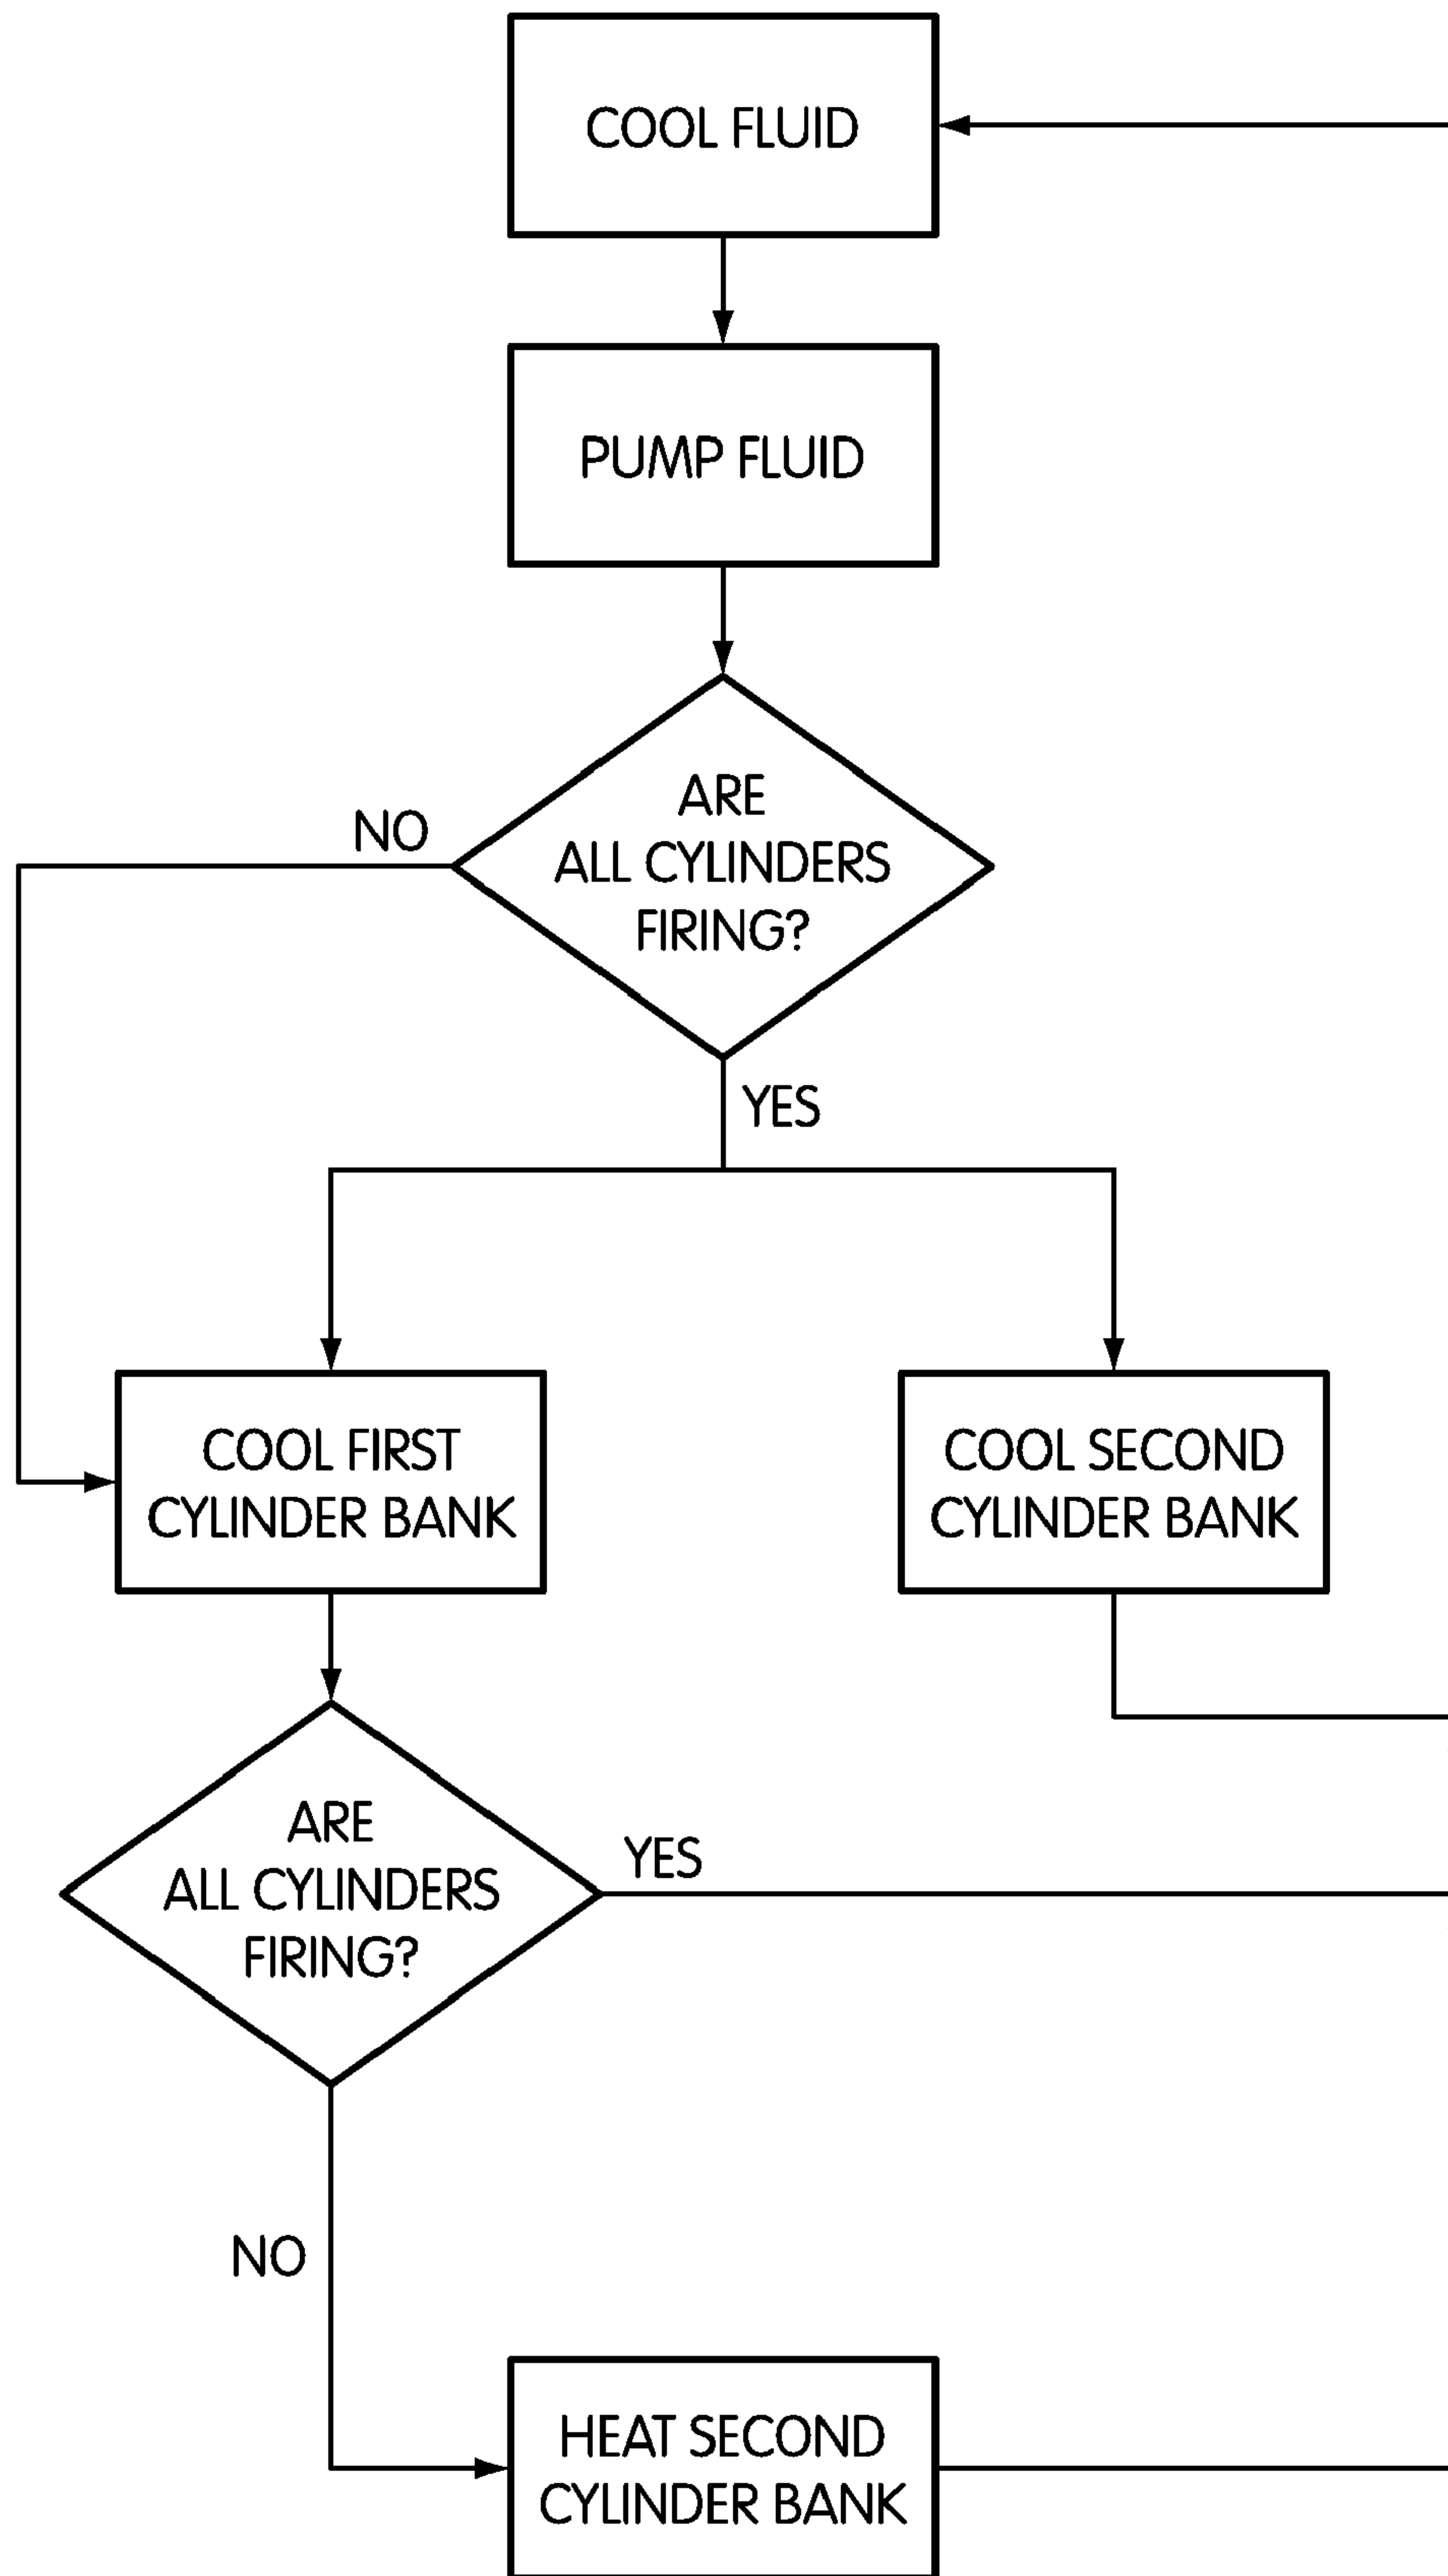 COOL FLUID
PUMP FLUID
ARE
ALL CYLINDERS
FIRING?
NO
YES
COOL FIRST
CYLINDER BANK
COOL SECOND
CYLINDER BANK
ARE
ALL CYLINDERS
FIRING?
YES
NO
HEAT SECOND
CYLINDER BANK